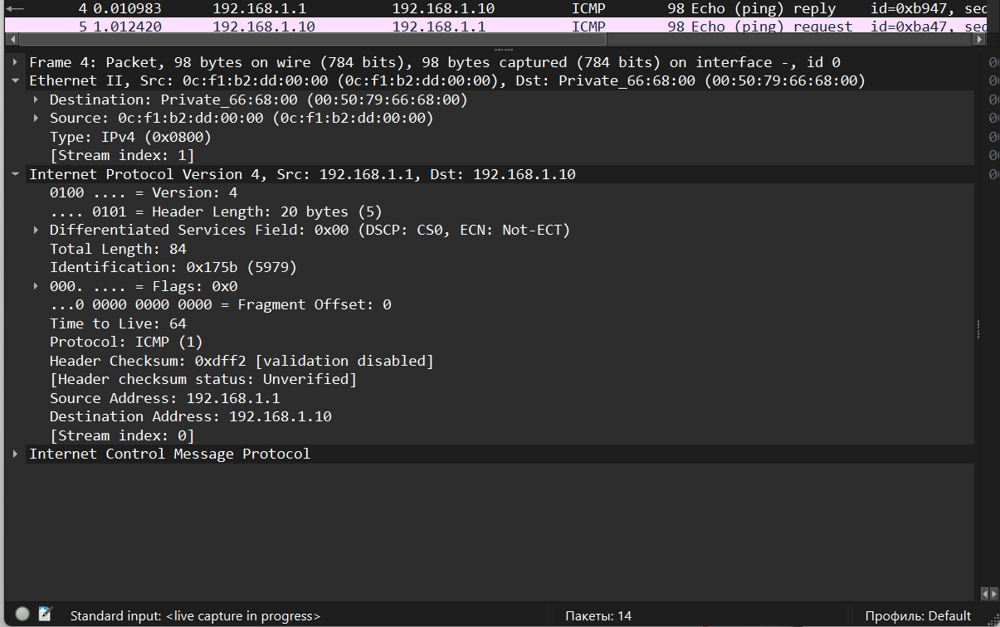 4 0.010983 192.168.1.1 192.168.1.10 ICMP 98 Echo (ping) reply id=0xb947, seq
5 1.012420 192.168.1.10 192.168.1.1 ICMP 98 Echo (ping) request id=0xba47, seq
Frame 4: Packet, 98 bytes on wire (784 bits), 98 bytes captured (784 bits) on interface -, id 0
Ethernet II, Src: 0c:f1:b2:dd:00:00 (0c:f1:b2:dd:00:00), Dst: Private_66:68:00 (00:50:79:66:68:00)
Destination: Private_66:68:00 (00:50:79:66:68:00)
Source: 0c:f1:b2:dd:00:00 (0c:f1:b2:dd:00:00)
Type: IPv4 (0x0800)
[Stream index: 1]
Internet Protocol Version 4, Src: 192.168.1.1, Dst: 192.168.1.10
0100 .... = Version: 4
.... 0101 = Header Length: 20 bytes (5)
Differentiated Services Field: 0x00 (DSCP: CS0, ECN: Not-ECT)
Total Length: 84
Identification: 0x175b (5979)
000. .... = Flags: 0x0
...0 0000 0000 0000 = Fragment Offset: 0
Time to Live: 64
Protocol: ICMP (1)
Header Checksum: 0xdff2 [validation disabled]
[Header checksum status: Unverified]
Source Address: 192.168.1.1
Destination Address: 192.168.1.10
[Stream index: 0]
Internet Control Message Protocol
Standard input: <live capture in progress> Пакеты: 14 Профиль: Default